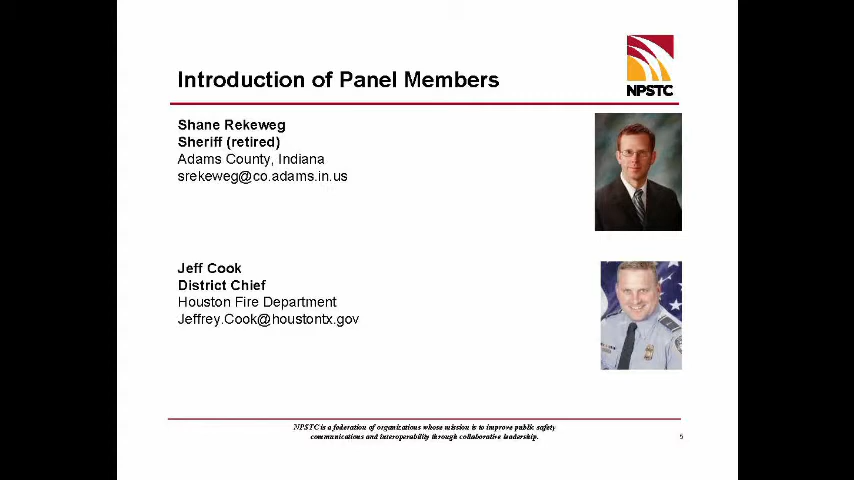 Introduction of Panel Members
NPSTC
Shane Rekeweg
Sheriff (retired)
Adams County, Indiana
srekeweg@co.adams.in.us
Jeff Cook
District Chief
Houston Fire Department
Jeffrey.Cook@houstontx.gov
NPSTC is a federation of organizations whose mission is to improve public safety
communications and interoperability through collaborative leadership.
5